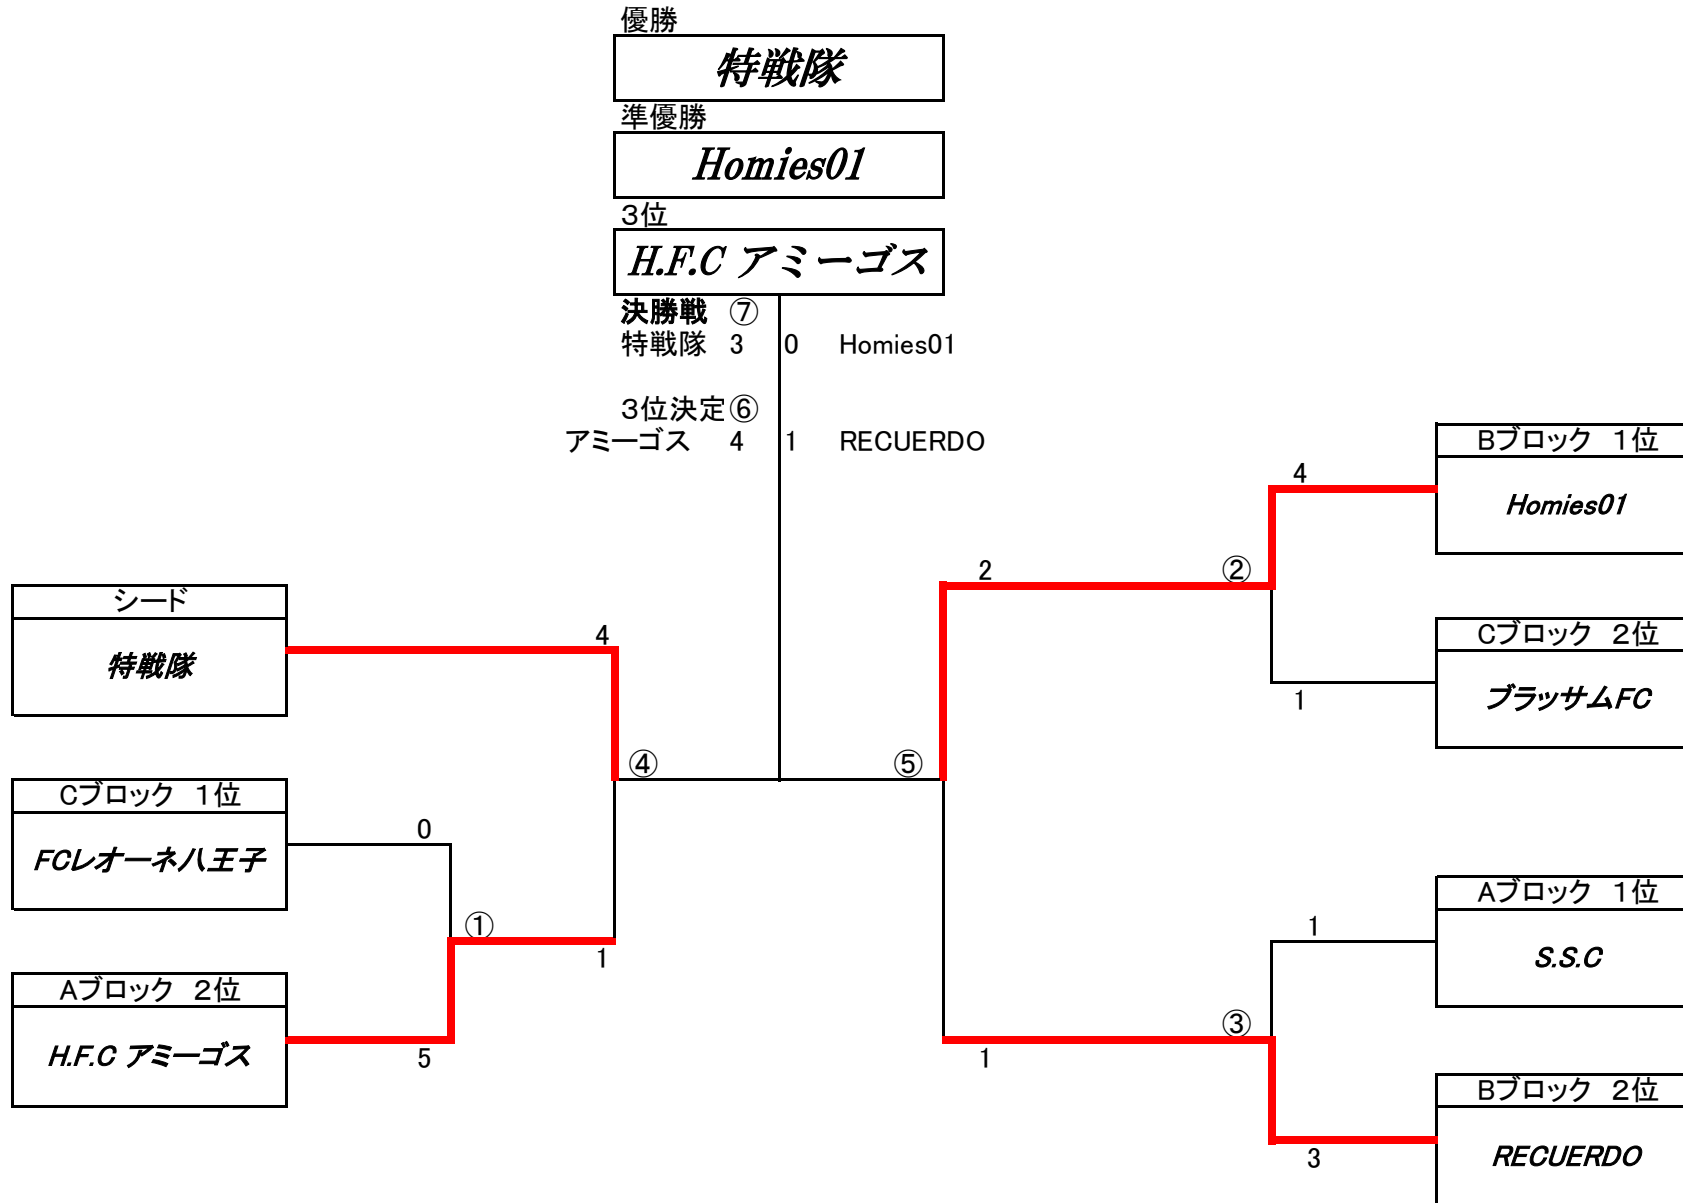 優勝
特戦隊
準優勝
Homies01
３位
H.F.C アミーゴス
決勝戦 ⑦
特戦隊 3 0 Homies01
３位決定⑥
アミーゴス 4 1 RECUERDO
シード
特戦隊
4
④
Cブロック １位
FCレオーネ八王子
0
①
1
Aブロック ２位
H.F.C アミーゴス
5
Bブロック １位
Homies01
4
2
②
Cブロック ２位
ブラッサムFC
1
⑤
Aブロック １位
S.S.C
1
③
1
Bブロック ２位
RECUERDO
3